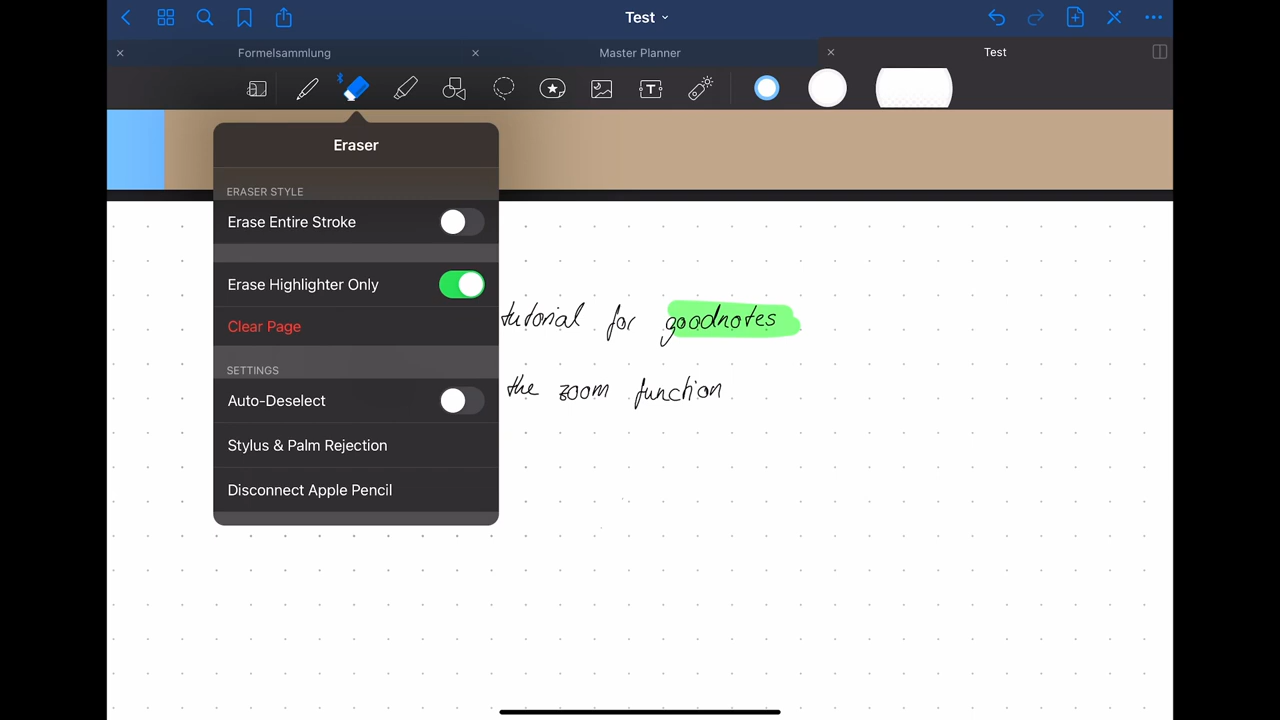 Test
Formelsammlung
Master Planner
Test
T
Eraser
ERASER STYLE
Erase Entire Stroke
Erase Highlighter Only
Clear Page
SETTINGS
Auto-Deselect
Stylus & Palm Rejection
Disconnect Apple Pencil
tutorial for goodnotes
the zoom function